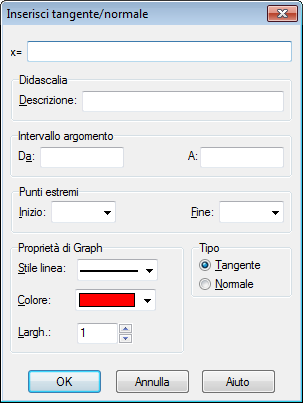 Inserisci tangente/normale
x=
Didascalia
Descrizione:
Intervallo argomento
Da: A:
Punti estremi
Inizio: Fine:
Proprietà di Graph Tipo
Stile linea: Tangente
Colore: Normale
Largh.: 1
OK Annulla Aiuto